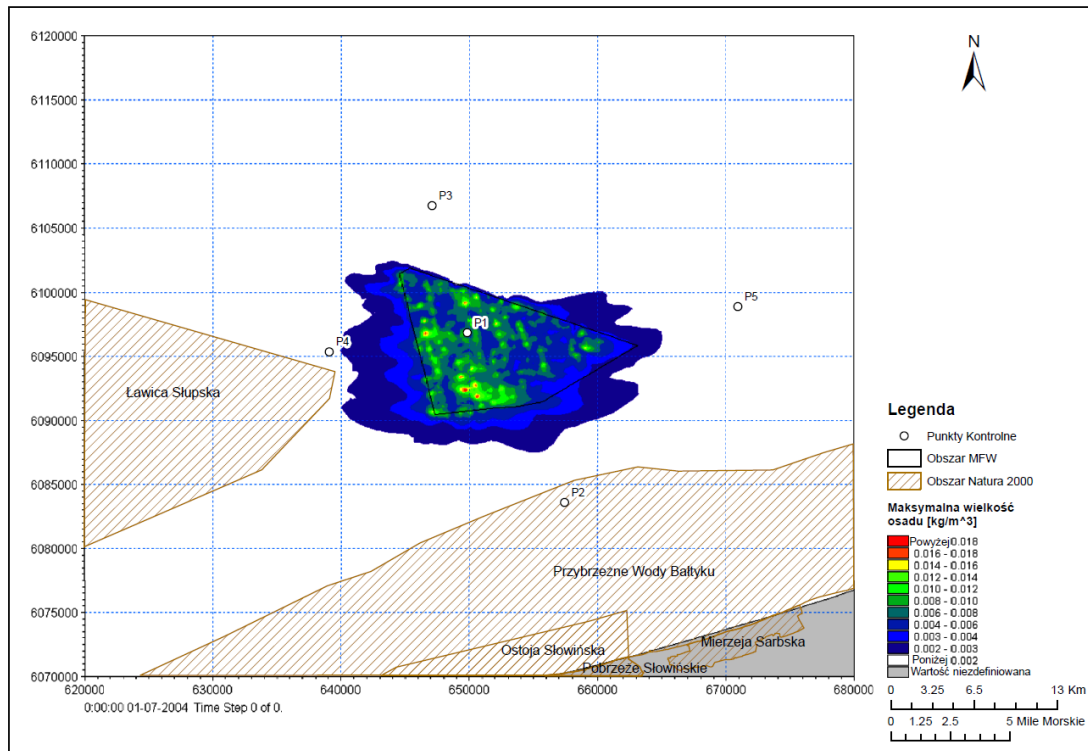 6120000
6115000
6110000
6105000
6100000
6095000
6090000
6085000
6080000
6075000
6070000
620000
630000
640000
650000
660000
670000
680000
P3
P1
P5
P4
Ławica Słupska
P2
Przybrzeżne Wody Bałtyku
Mierzeja Sarbska
Ostoja Słowińska
Pobrzeże Słowińskie
0:00:00 01-07-2004 Time Step 0 of 0.
N
Legenda
Punkty Kontrolne
Obszar MFW
Obszar Natura 2000
Maksymalna wielkość
osadu [kg/m^3]
Powyżej 0.018
0.016 - 0.018
0.014 - 0.016
0.012 - 0.014
0.010 - 0.012
0.008 - 0.010
0.006 - 0.008
0.004 - 0.006
0.003 - 0.004
0.002 - 0.003
Poniżej 0.002
Wartość niezdefiniowana
0 3.25 6.5 13 Km
0 1.25 2.5 5 Mile Morskie